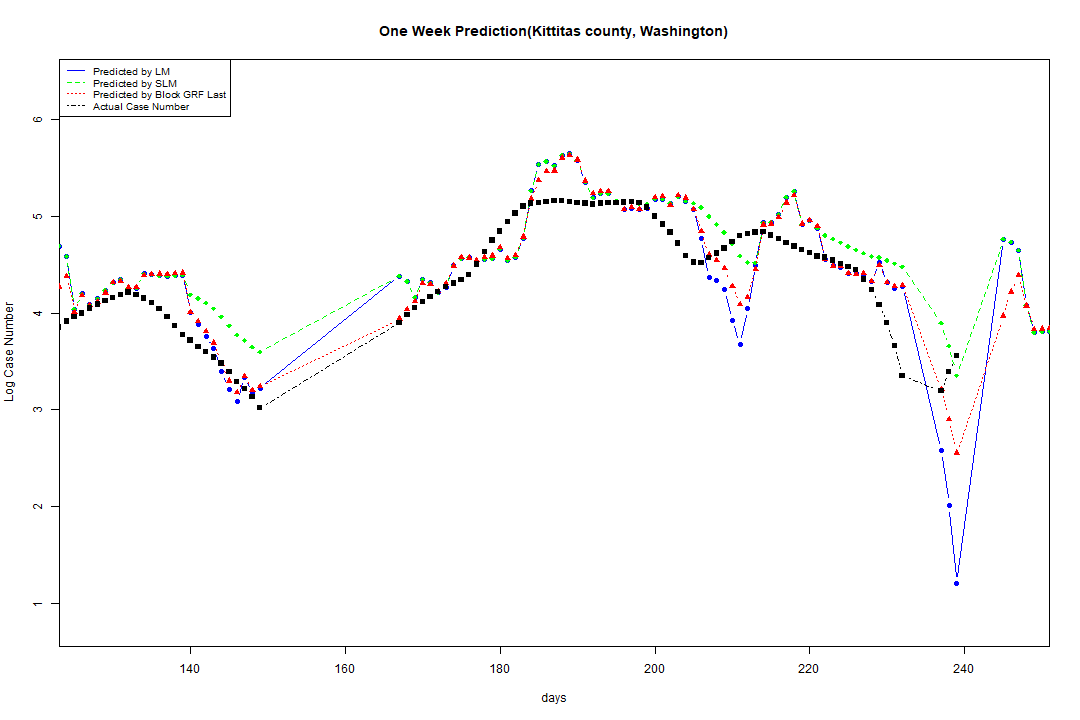 One Week Prediction(Kittitas county, Washington)
Predicted by LM
Predicted by SLM
Predicted by Block GRF Last
Actual Case Number
Log Case Number
6
5
4
3
2
1
140 160 180 200 220 240
days